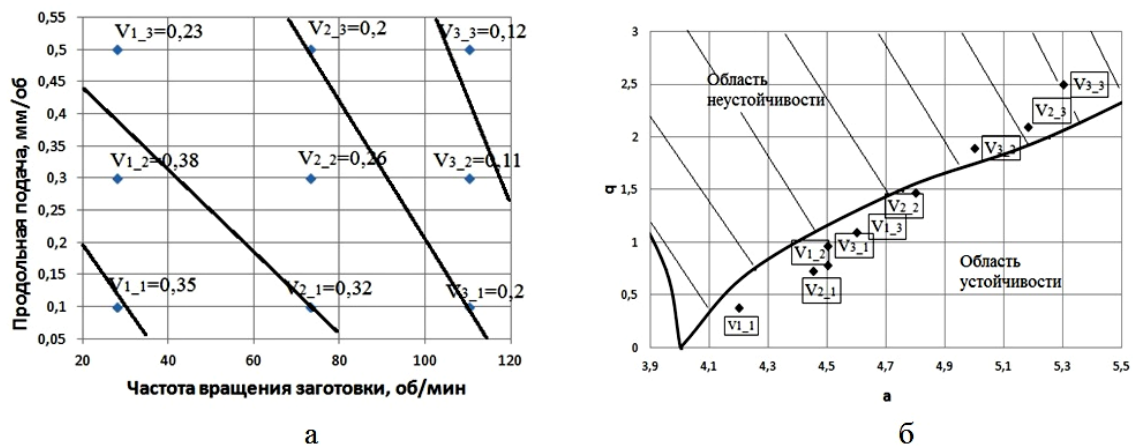 0,55
0,5
0,45
0,4
0,35
0,3
0,25
0,2
0,15
0,1
0,05
Продольная подача, мм/об
V1_3=0,23
V2_3=0,2
V3_3=0,12
V1_2=0,38
V2_2=0,26
V3_2=0,11
V1_1=0,35
V2_1=0,32
V3_1=0,2
20 40 60 80 100 120
Частота вращения заготовки, об/мин
а
3
2,5
2
1,5
1
0,5
0
q
Область
неустойчивости
V3_3
V2_3
V3_2
V2_2
V1_3
V3_1
V1_2
V2_1
V1_1
Область
устойчивости
3,9 4,1 4,3 4,5 4,7 4,9 5,1 5,3 5,5
а
б